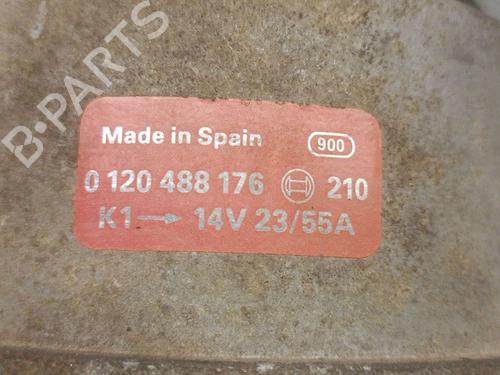 B-PARTS
Made in Spain 900
0 120 488 176 210
K1→ 14V 23/55A